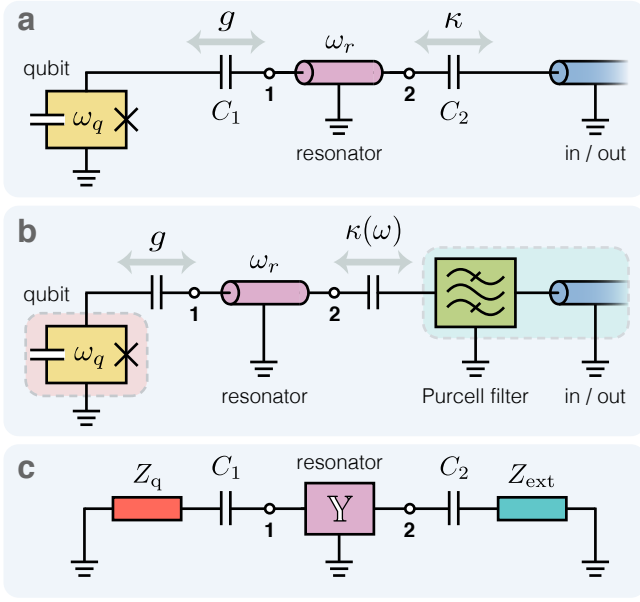 a
g
ω_r
κ
qubit
ω_q
C_1
1
2
C_2
resonator
in / out
b
g
ω_r
κ(ω)
qubit
ω_q
1
2
resonator
Purcell filter
in / out
c
Z_q
C_1
resonator
C_2
Z_ext
Y
1
2